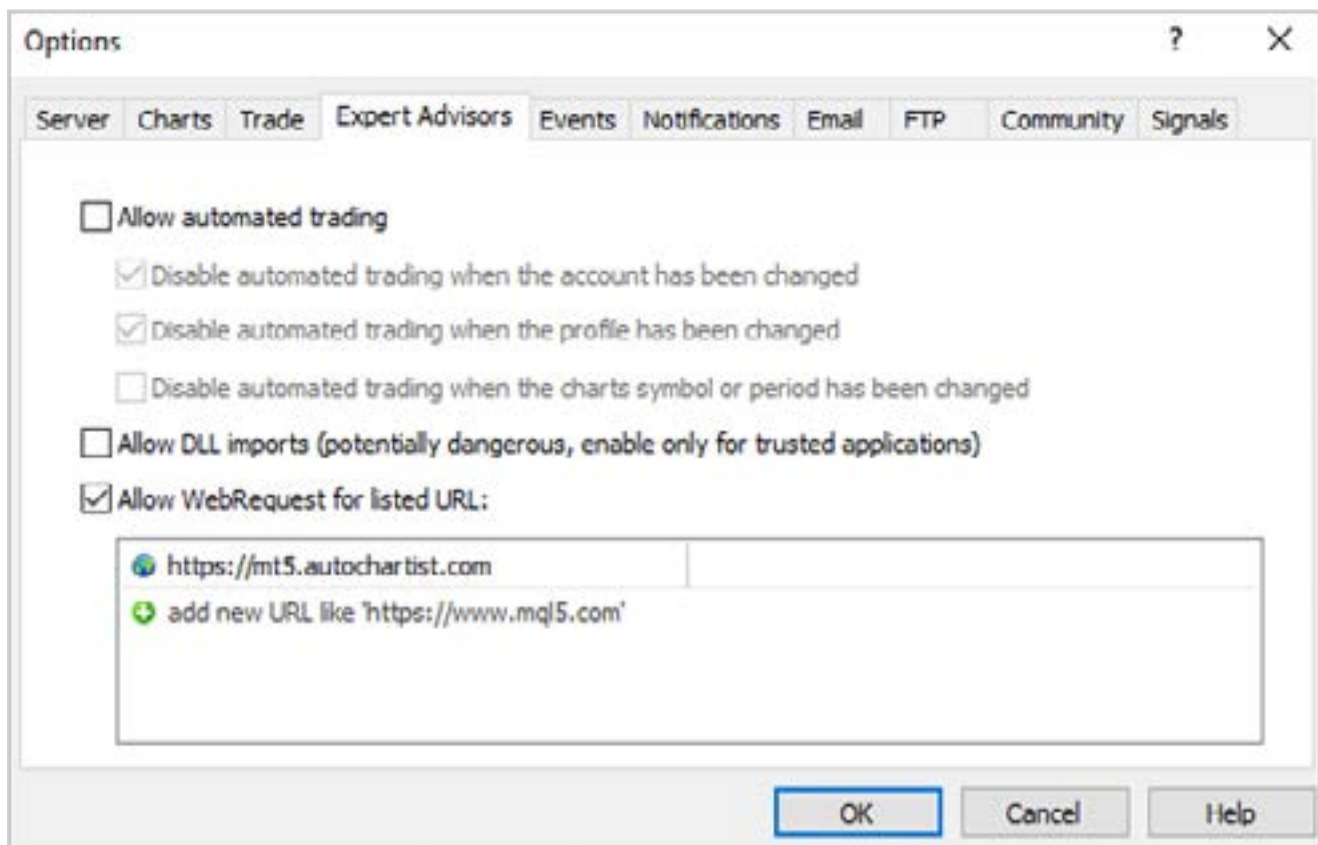 Options ?
Server Charts Trade Expert Advisors Events Notifications Email FTP Community Signals
Allow automated trading
Disable automated trading when the account has been changed
Disable automated trading when the profile has been changed
Disable automated trading when the charts symbol or period has been changed
Allow DLL imports (potentially dangerous, enable only for trusted applications)
Allow WebRequest for listed URL:
https://mt5.autochartist.com
add new URL like 'https://www.mql5.com'
OK Cancel Help